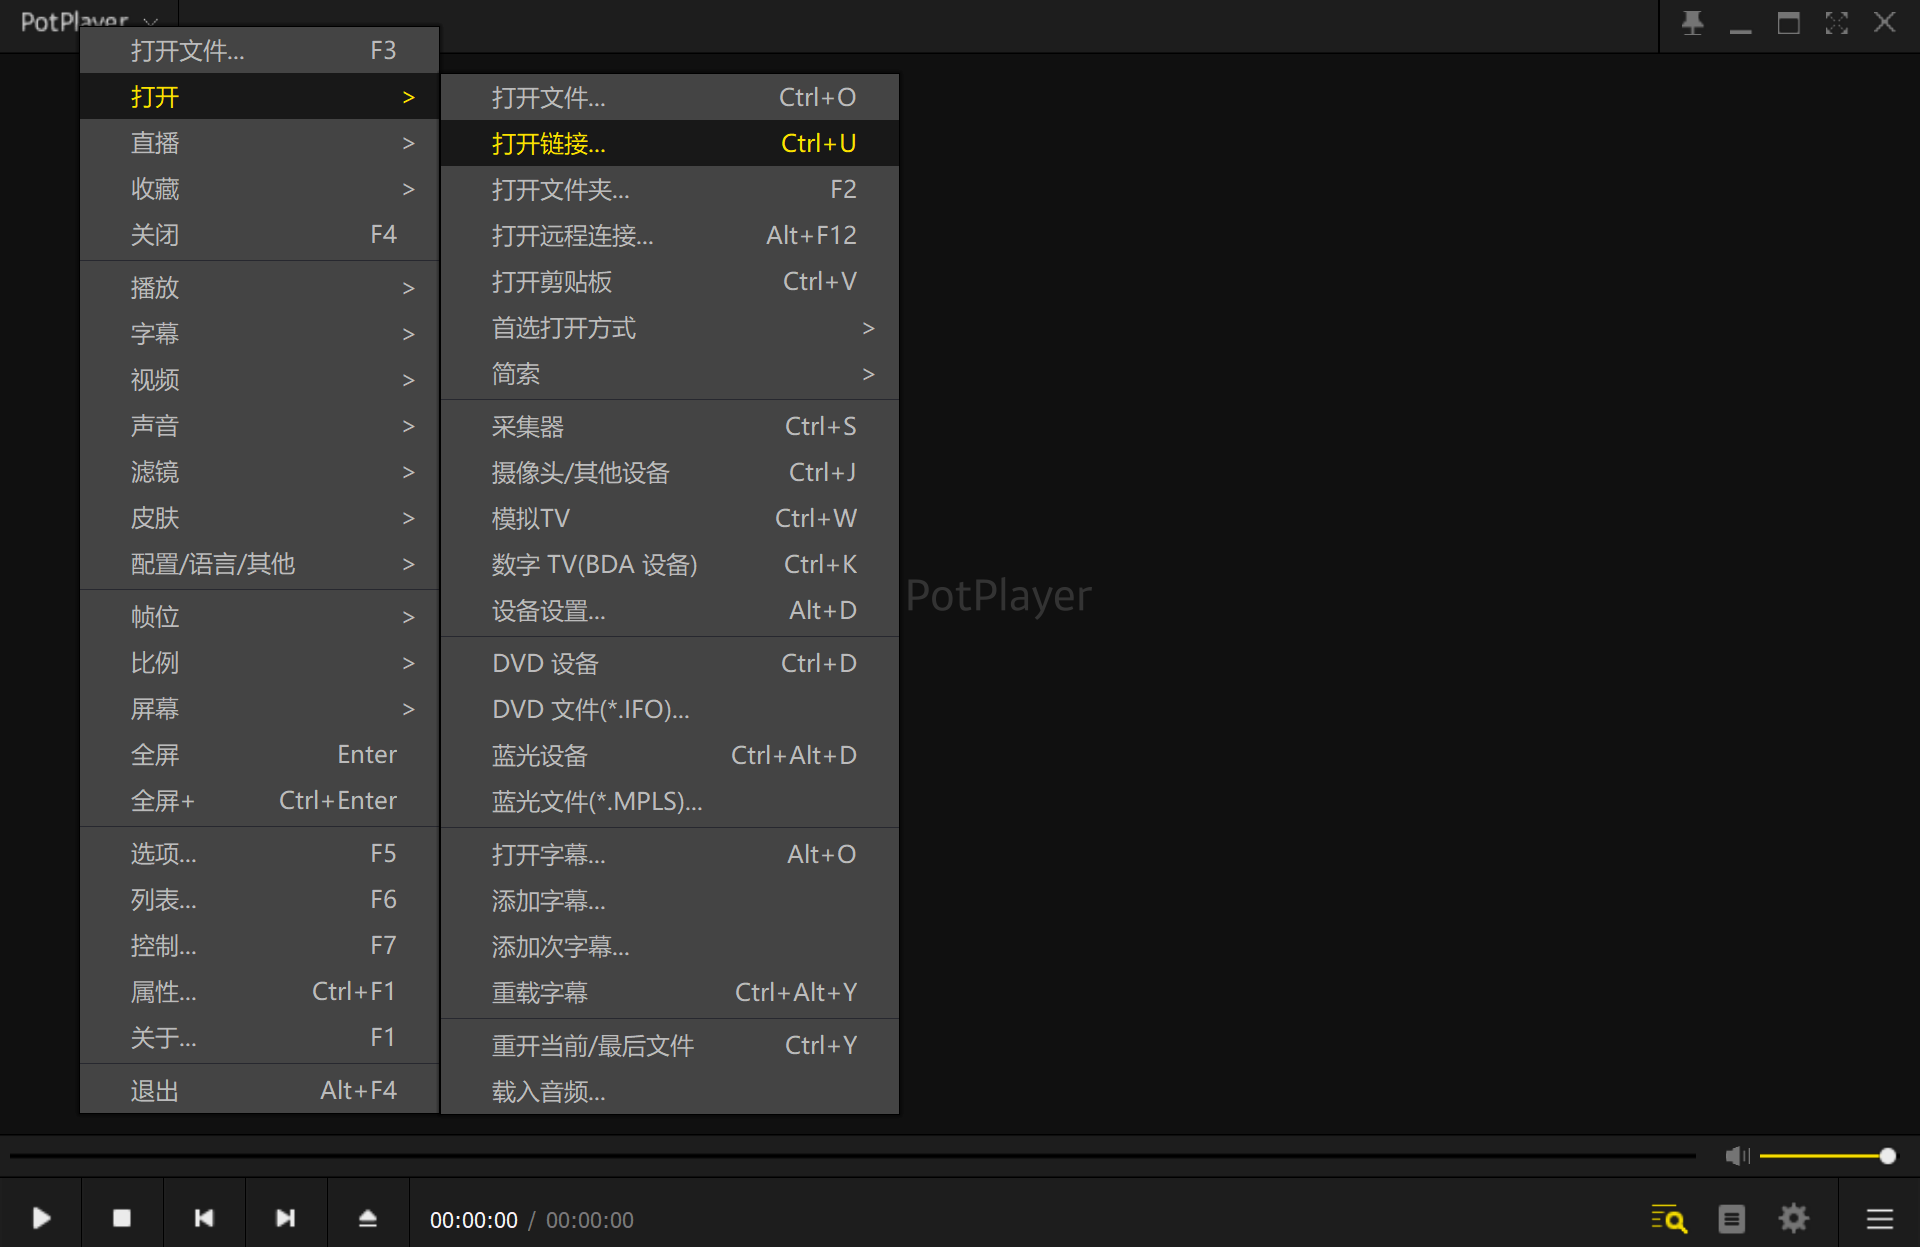 PotPlayer
打开文件... F3
打开 >
直播 >
收藏 >
关闭 F4
播放 >
字幕 >
视频 >
声音 >
滤镜 >
皮肤 >
配置/语言/其他 >
帧位 >
比例 >
屏幕 >
全屏 Enter
全屏+ Ctrl+Enter
选项... F5
列表... F6
控制... F7
属性... Ctrl+F1
关于... F1
退出 Alt+F4
打开文件... Ctrl+O
打开链接... Ctrl+U
打开文件夹... F2
打开远程连接... Alt+F12
打开剪贴板 Ctrl+V
首选打开方式 >
简索 >
采集器 Ctrl+S
摄像头/其他设备 Ctrl+J
模拟TV Ctrl+W
数字 TV(BDA 设备) Ctrl+K
设备设置... Alt+D
DVD 设备 Ctrl+D
DVD 文件(*.IFO)...
蓝光设备 Ctrl+Alt+D
蓝光文件(*.MPLS)...
打开字幕... Alt+O
添加字幕...
添加次字幕...
重载字幕 Ctrl+Alt+Y
重开当前/最后文件 Ctrl+Y
载入音频...
PotPlayer
00:00:00 / 00:00:00